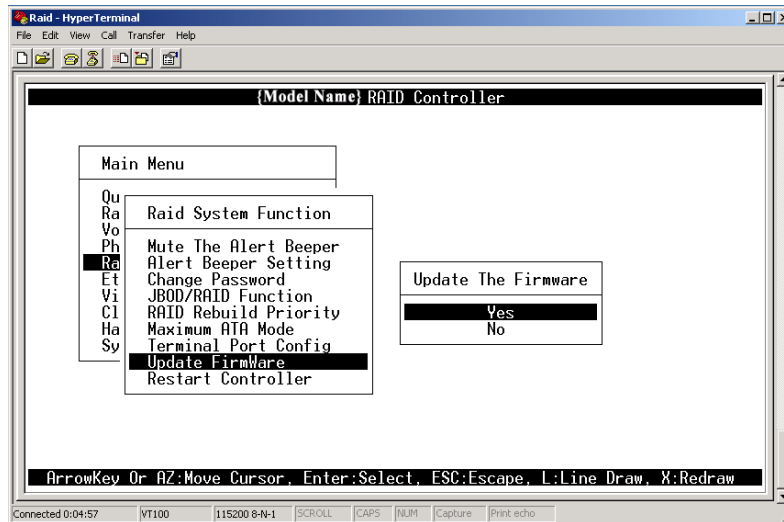 Raid - HyperTerminal
File Edit View Call Transfer Help
{Model Name} RAID Controller
Main Menu
Qu
Ra
Vo
Ph
Ra
Et
Vi
Cl
Ha
Sy
Raid System Function
Mute The Alert Beeper
Alert Beeper Setting
Change Password
JBOD/RAID Function
RAID Rebuild Priority
Maximum ATA Mode
Terminal Port Config
Update FirmWare
Restart Controller
Update The Firmware
Yes
No
ArrowKey Or AZ:Move Cursor, Enter:Select, ESC:Escape, L:Line Draw, X:Redraw
Connected 0:04:57 VT100 115200 8-N-1 SCROLL CAPS NUM Capture Print echo